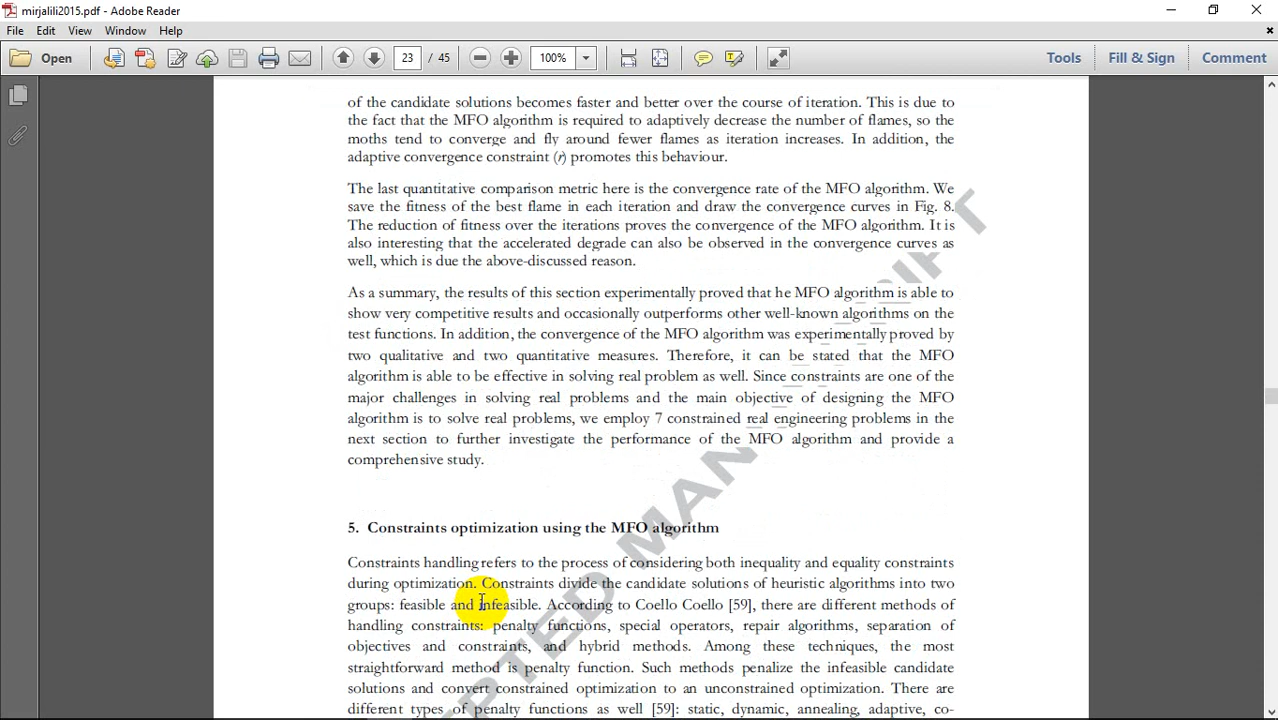 mirjalili2015.pdf - Adobe Reader
File Edit View Window Help
Open 23 / 45 100% Tools Fill & Sign Comment
of the candidate solutions becomes faster and better over the course of iteration. This is due to
the fact that the MFO algorithm is required to adaptively decrease the number of flames, so the
moths tend to converge and fly around fewer flames as iteration increases. In addition, the
adaptive convergence constraint (r) promotes this behaviour.
The last quantitative comparison metric here is the convergence rate of the MFO algorithm. We
save the fitness of the best flame in each iteration and draw the convergence curves in Fig. 8.
The reduction of fitness over the iterations proves the convergence of the MFO algorithm. It is
also interesting that the accelerated degrade can also be observed in the convergence curves as
well, which is due the above-discussed reason.
As a summary, the results of this section experimentally proved that he MFO algorithm is able to
show very competitive results and occasionally outperforms other well-known algorithms on the
test functions. In addition, the convergence of the MFO algorithm was experimentally proved by
two qualitative and two quantitative measures. Therefore, it can be stated that the MFO
algorithm is able to be effective in solving real problem as well. Since constraints are one of the
major challenges in solving real problems and the main objective of designing the MFO
algorithm is to solve real problems, we employ 7 constrained real engineering problems in the
next section to further investigate the performance of the MFO algorithm and provide a
comprehensive study.
5. Constraints optimization using the MFO algorithm
Constraints handling refers to the process of considering both inequality and equality constraints
during optimization. Constraints divide the candidate solutions of heuristic algorithms into two
groups: feasible and infeasible. According to Coello Coello [59], there are different methods of
handling constraints: penalty functions, special operators, repair algorithms, separation of
objectives and constraints, and hybrid methods. Among these techniques, the most
straightforward method is penalty function. Such methods penalize the infeasible candidate
solutions and convert constrained optimization to an unconstrained optimization. There are
different types of penalty functions as well [59]: static, dynamic, annealing, adaptive, co-